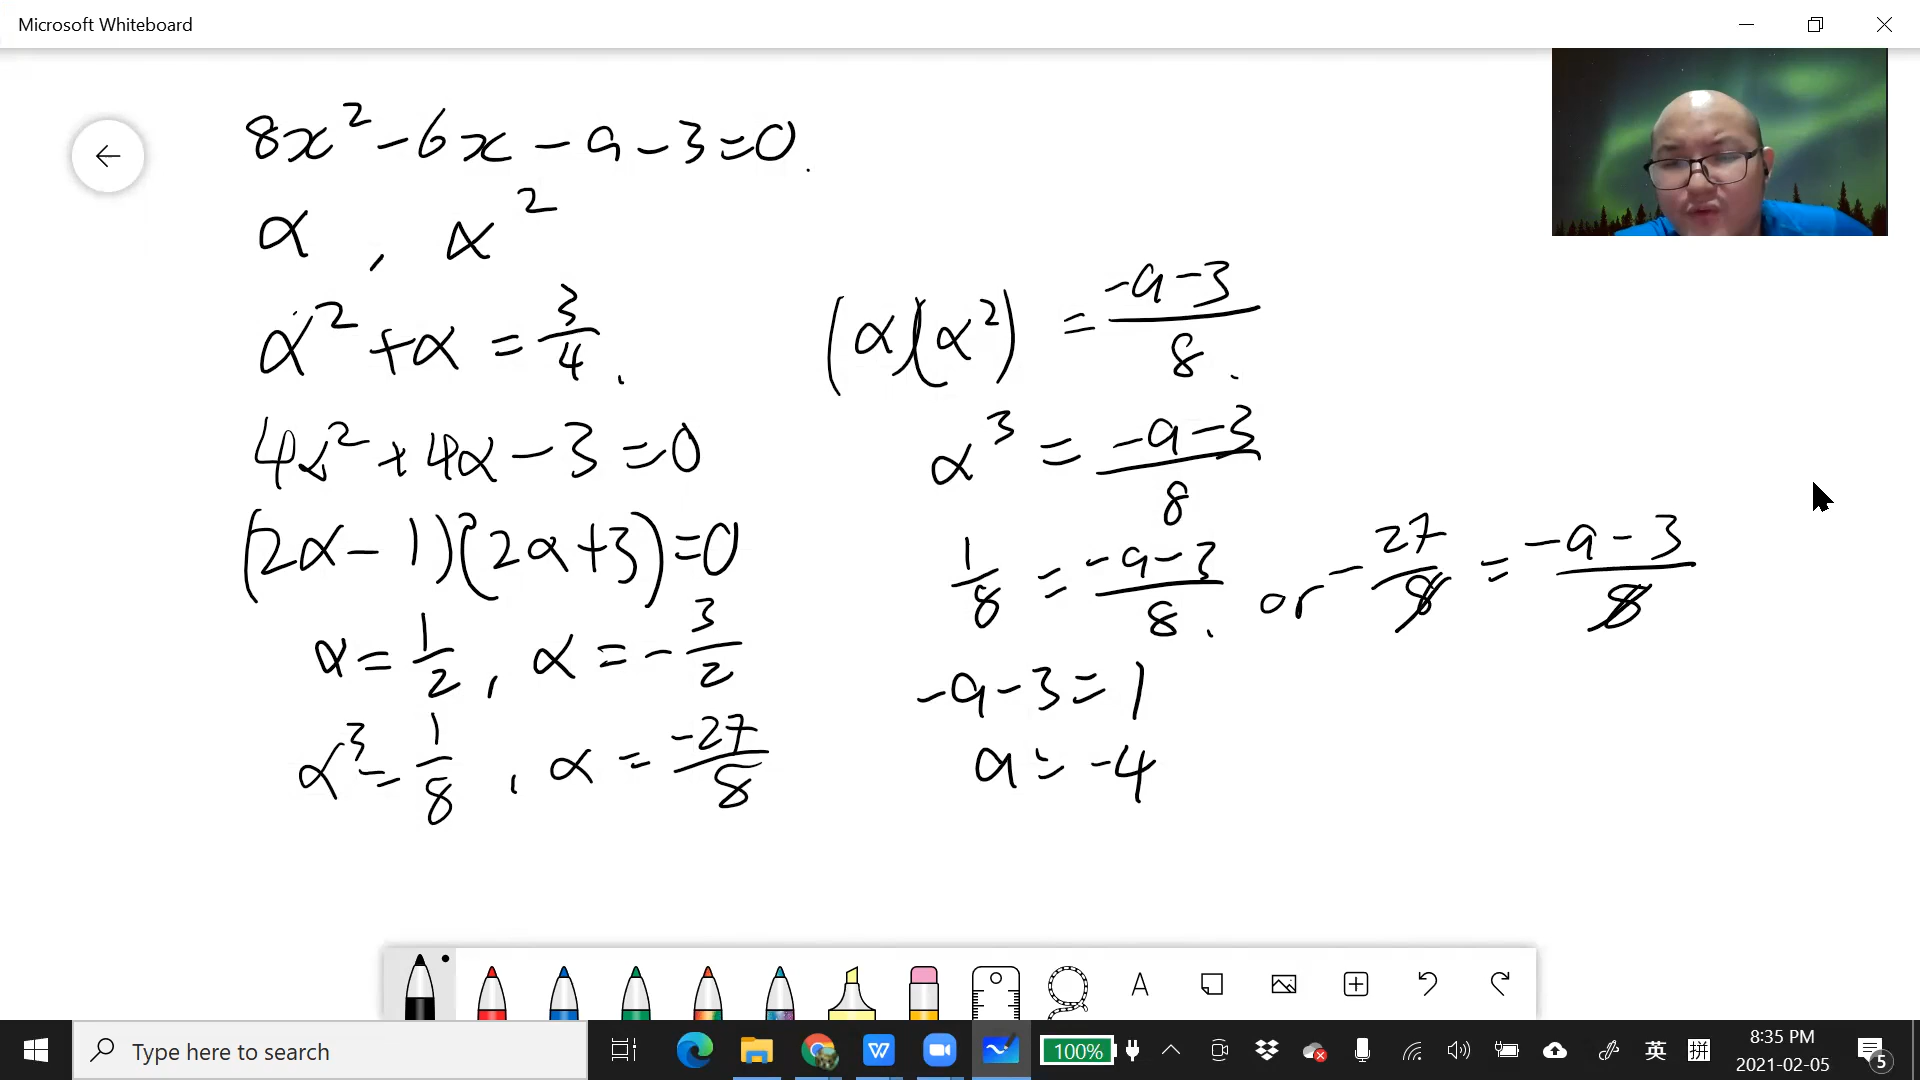 Microsoft Whiteboard
8x² - 6x - a - 3 = 0.
α , α²
α² + α = 3/4.
4α² + 4α - 3 = 0
(2α - 1)(2α + 3) = 0
α = 1/2, α = -3/2
α³ = 1/8, α = -27/8
(α)(α²) = -a-3/8.
α³ = -a-3/8
1/8 = -a-3/8. or -27/8 = -a-3/8
-a-3=1
a = -4
A
Type here to search
W
100%
英
拼
8:35 PM
2021-02-05
5